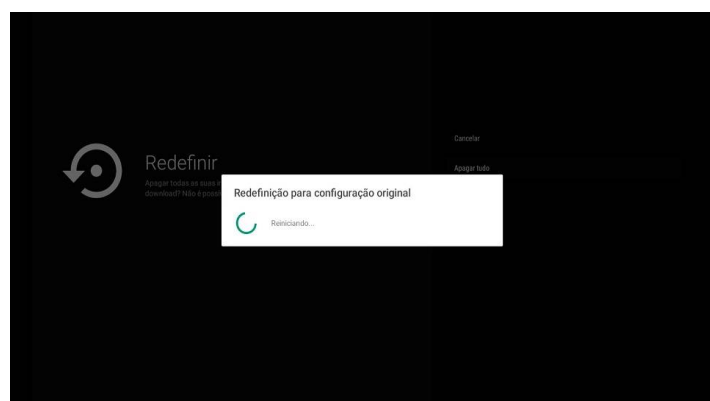 Cancelar
Redefinir
Apagar tudo
Apagar todas as suas
download? Não é possí
Redefinição para configuração original
Reiniciando...